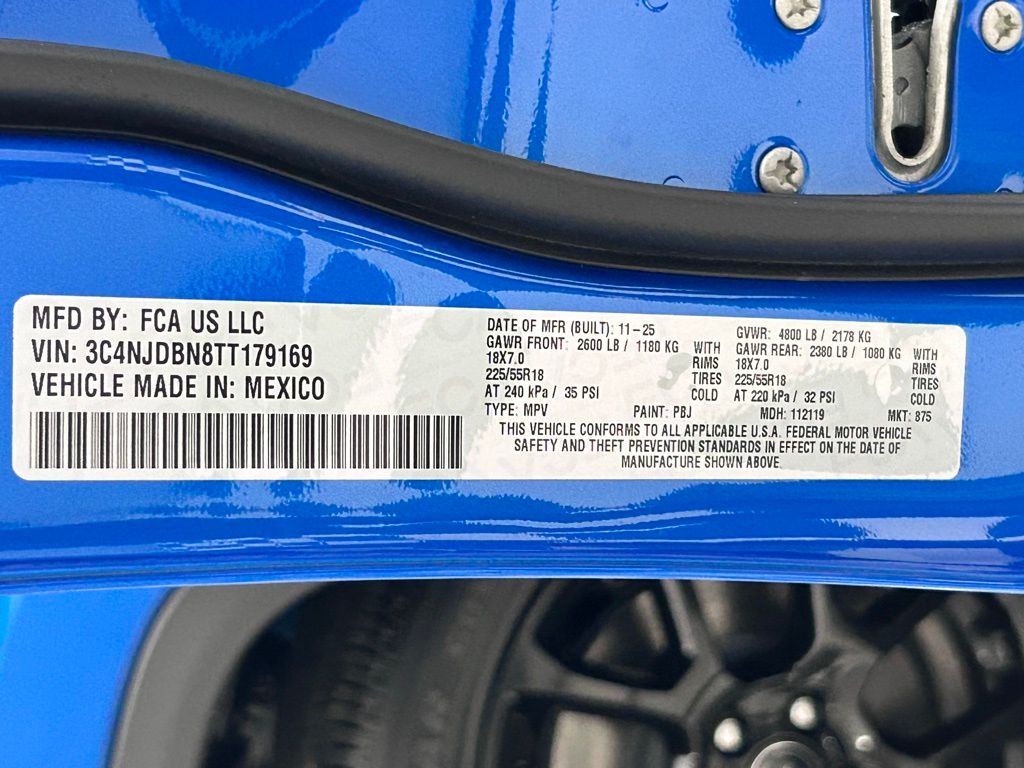 MFD BY: FCA US LLC
VIN: 3C4NJDBN8TT179169
VEHICLE MADE IN: MEXICO
DATE OF MFR (BUILT): 11-25 GVWR: 4800 LB / 2178 KG
GAWR FRONT: 2600 LB / 1180 KG WITH GAWR REAR: 2380 LB / 1080 KG WITH
18X7.0 RIMS 18X7.0 RIMS
225/55R18 TIRES 225/55R18 TIRES
AT 240 kPa / 35 PSI COLD AT 220 kPa / 32 PSI COLD
TYPE: MPV PAINT: PBJ MDH: 112119 MKT: 875
THIS VEHICLE CONFORMS TO ALL APPLICABLE U.S.A. FEDERAL MOTOR VEHICLE
SAFETY AND THEFT PREVENTION STANDARDS IN EFFECT ON THE DATE OF
MANUFACTURE SHOWN ABOVE.